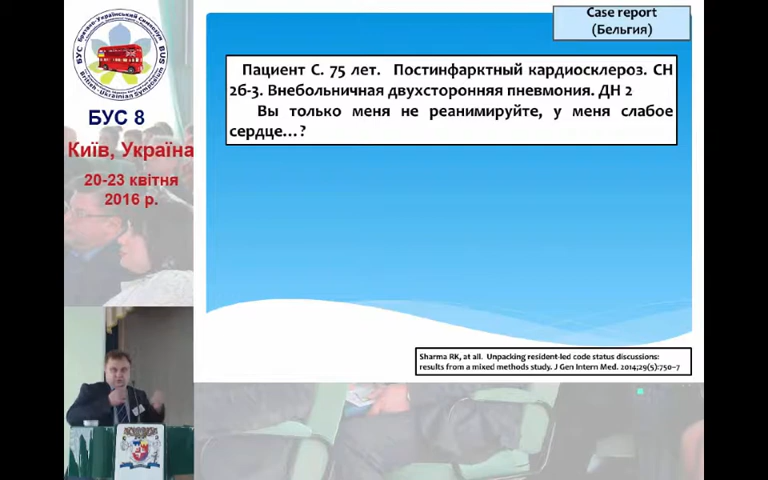 Case report
(Бельгия)
Пациент С. 75 лет. Постинфарктный кардиосклероз. СН
2б-3. Внебольничная двухсторонняя пневмония. ДН 2
Вы только меня не реанимируйте, у меня слабое
сердце...?
БУС 8
Київ, Україна
20-23 квітня
2016 р.
Sharma RK, at all. Unpacking resident-led code status discussions:
results from a mixed methods study. J Gen Intern Med. 2014;29(5):750–7